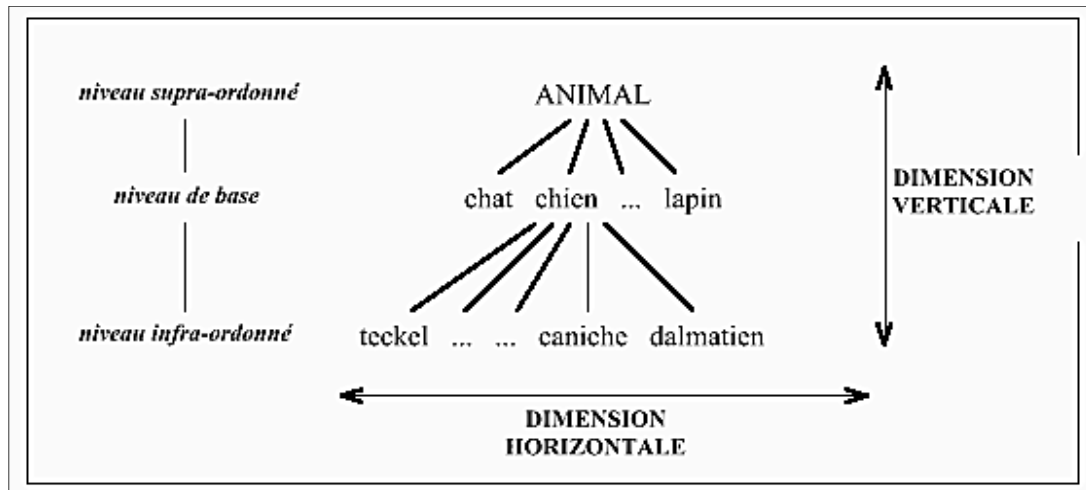 niveau supra-ordonné
ANIMAL
niveau de base
chat chien ... lapin
DIMENSION
VERTICALE
niveau infra-ordonné
teckel ... ... caniche dalmatien
DIMENSION
HORIZONTALE